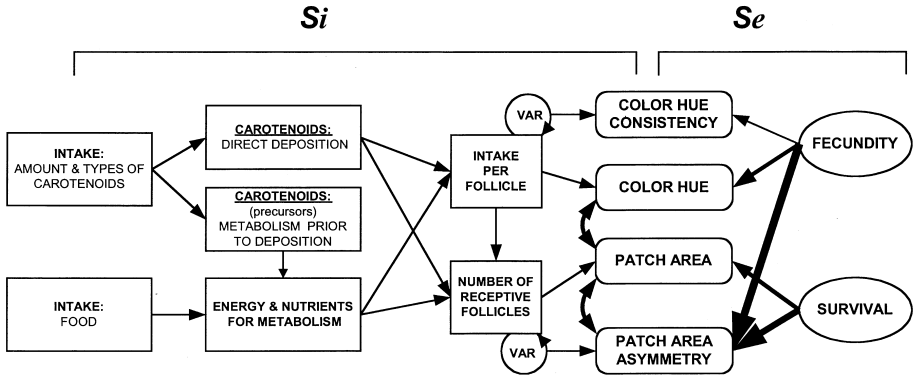 Si
Se
INTAKE:
AMOUNT & TYPES OF
CAROTENOIDS
INTAKE:
FOOD
CAROTENOIDS:
DIRECT DEPOSITION
CAROTENOIDS:
(precursors)
METABOLISM PRIOR
TO DEPOSITION
ENERGY & NUTRIENTS
FOR METABOLISM
INTAKE
PER
FOLLICLE
NUMBER OF
RECEPTIVE
FOLLICLES
VAR
VAR
COLOR HUE
CONSISTENCY
COLOR HUE
PATCH AREA
PATCH AREA
ASYMMETRY
FECUNDITY
SURVIVAL